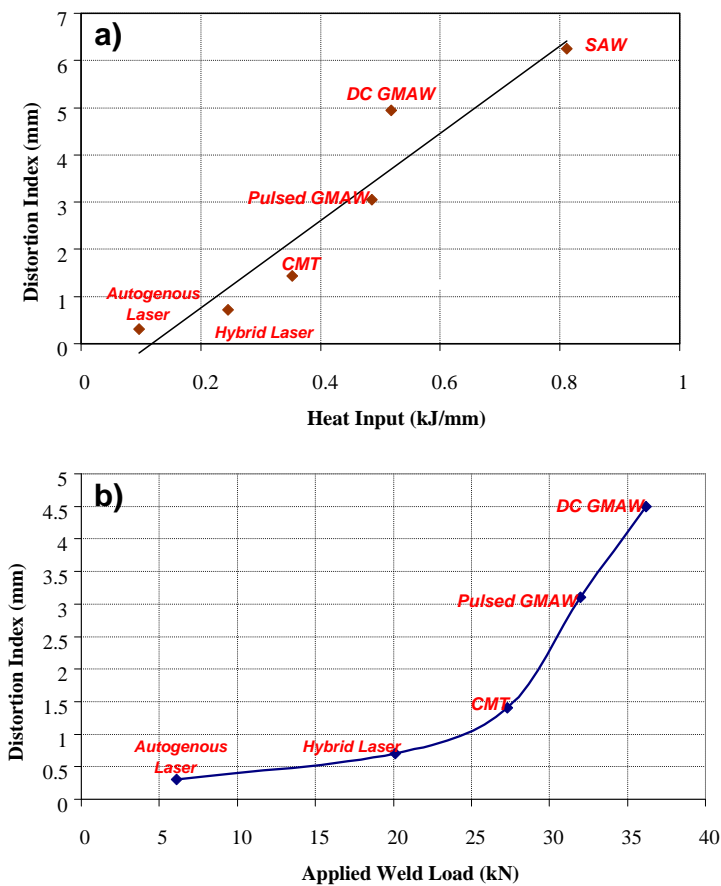 a)
7
6
5
4
3
2
1
0
Distortion Index (mm)
SAW
DC GMAW
Pulsed GMAW
CMT
Autogenous
Laser
Hybrid Laser
0 0.2 0.4 0.6 0.8 1
Heat Input (kJ/mm)
b)
5
4.5
4
3.5
3
2.5
2
1.5
1
0.5
0
Distortion Index (mm)
DC GMAW
Pulsed GMAW
CMT
Hybrid Laser
Autogenous
Laser
0 5 10 15 20 25 30 35 40
Applied Weld Load (kN)